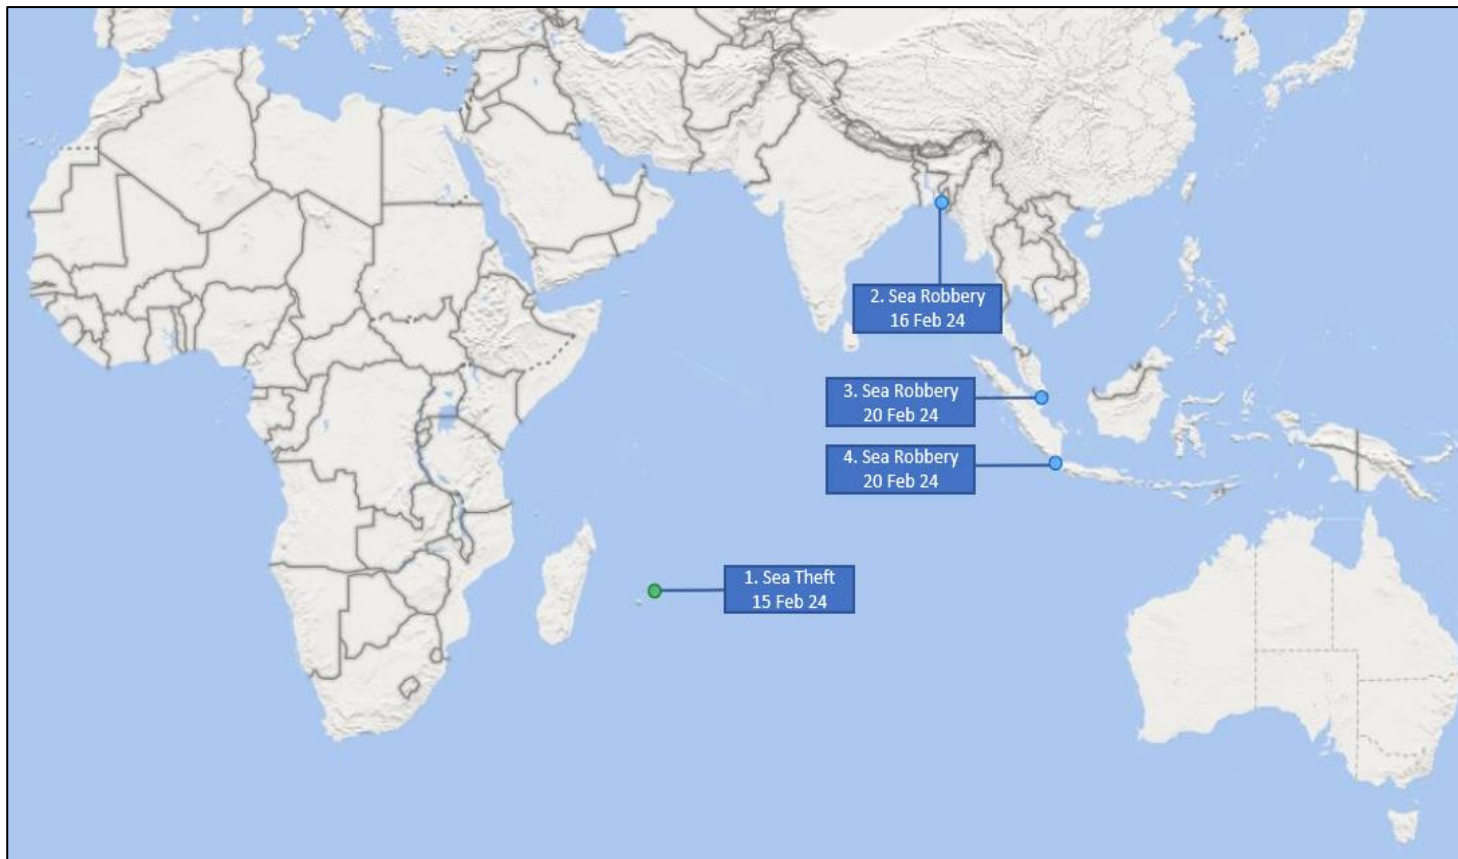 2. Sea Robbery
16 Feb 24
3. Sea Robbery
20 Feb 24
4. Sea Robbery
20 Feb 24
1. Sea Theft
15 Feb 24